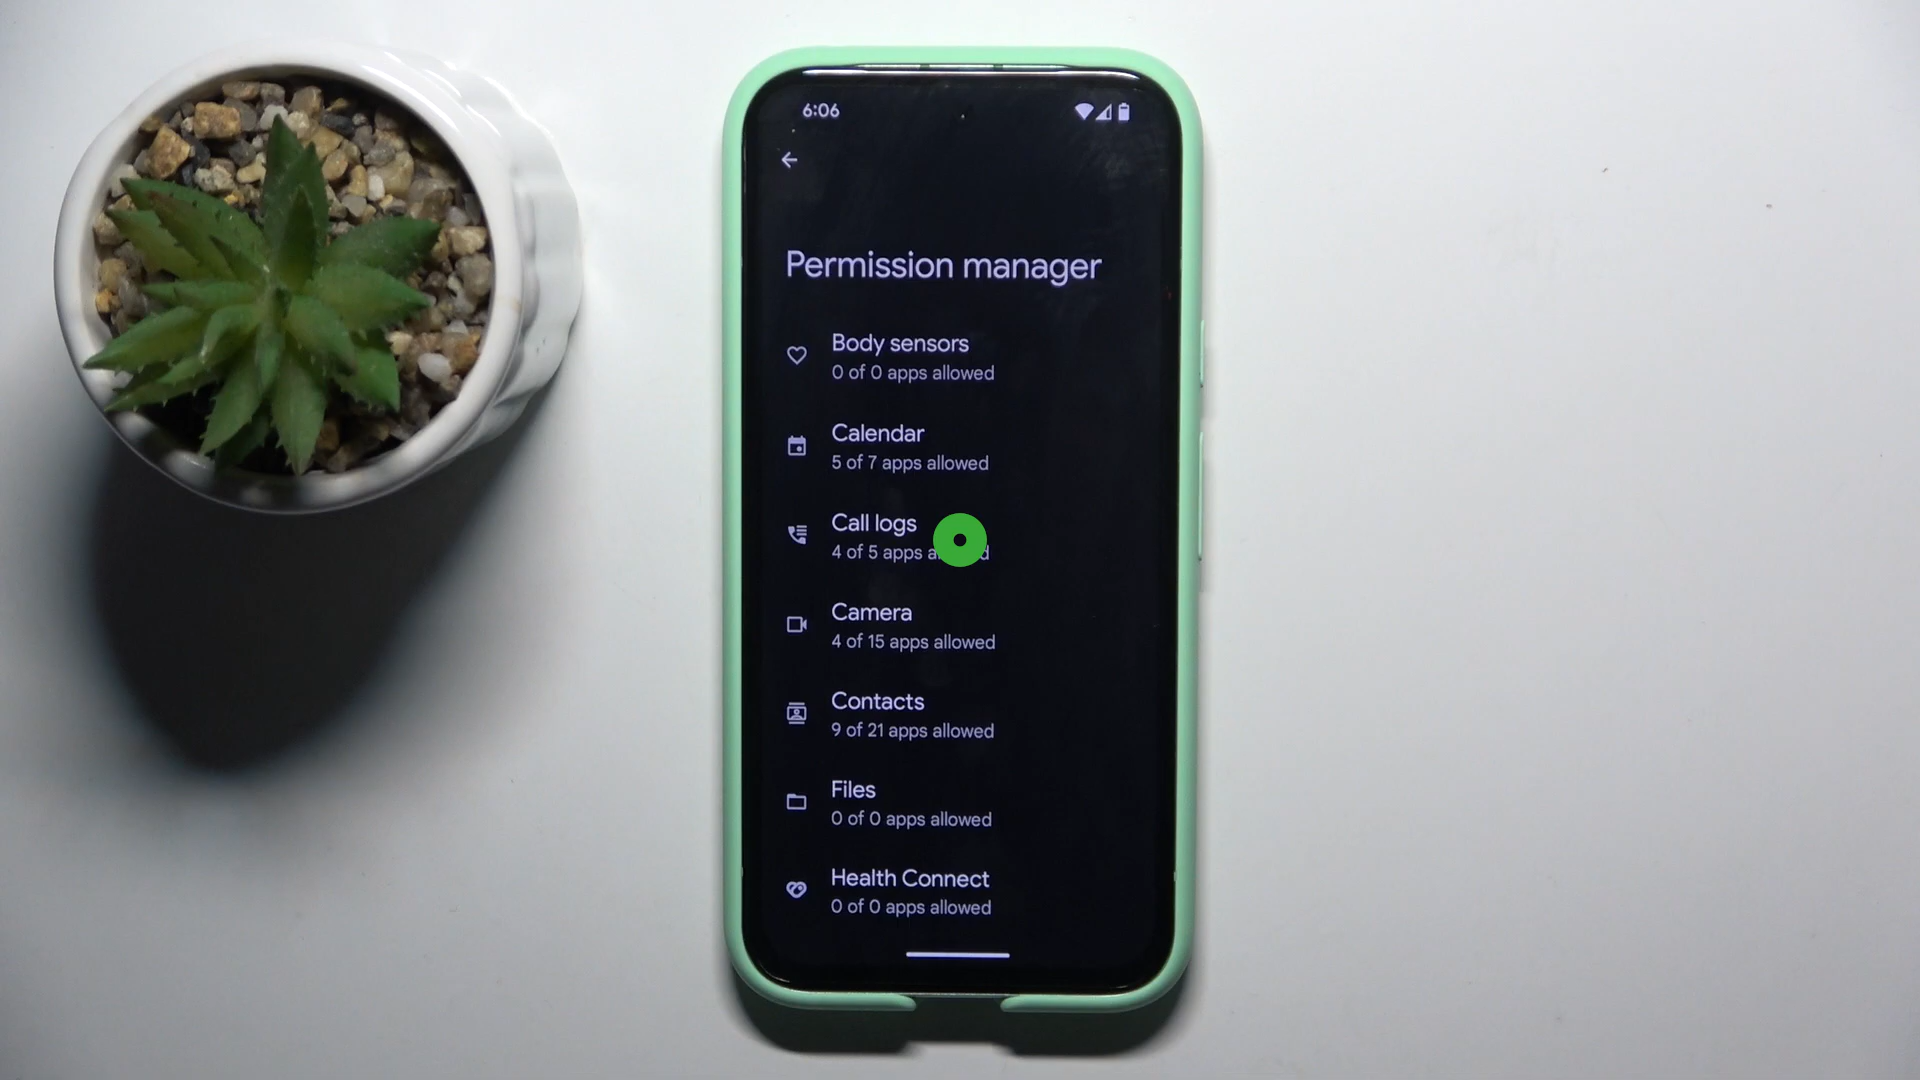 6:06
Permission manager
Body sensors
0 of 0 apps allowed
Calendar
5 of 7 apps allowed
Call logs
4 of 5 apps
Camera
4 of 15 apps allowed
Contacts
9 of 21 apps allowed
Files
0 of 0 apps allowed
Health Connect
0 of 0 apps allowed